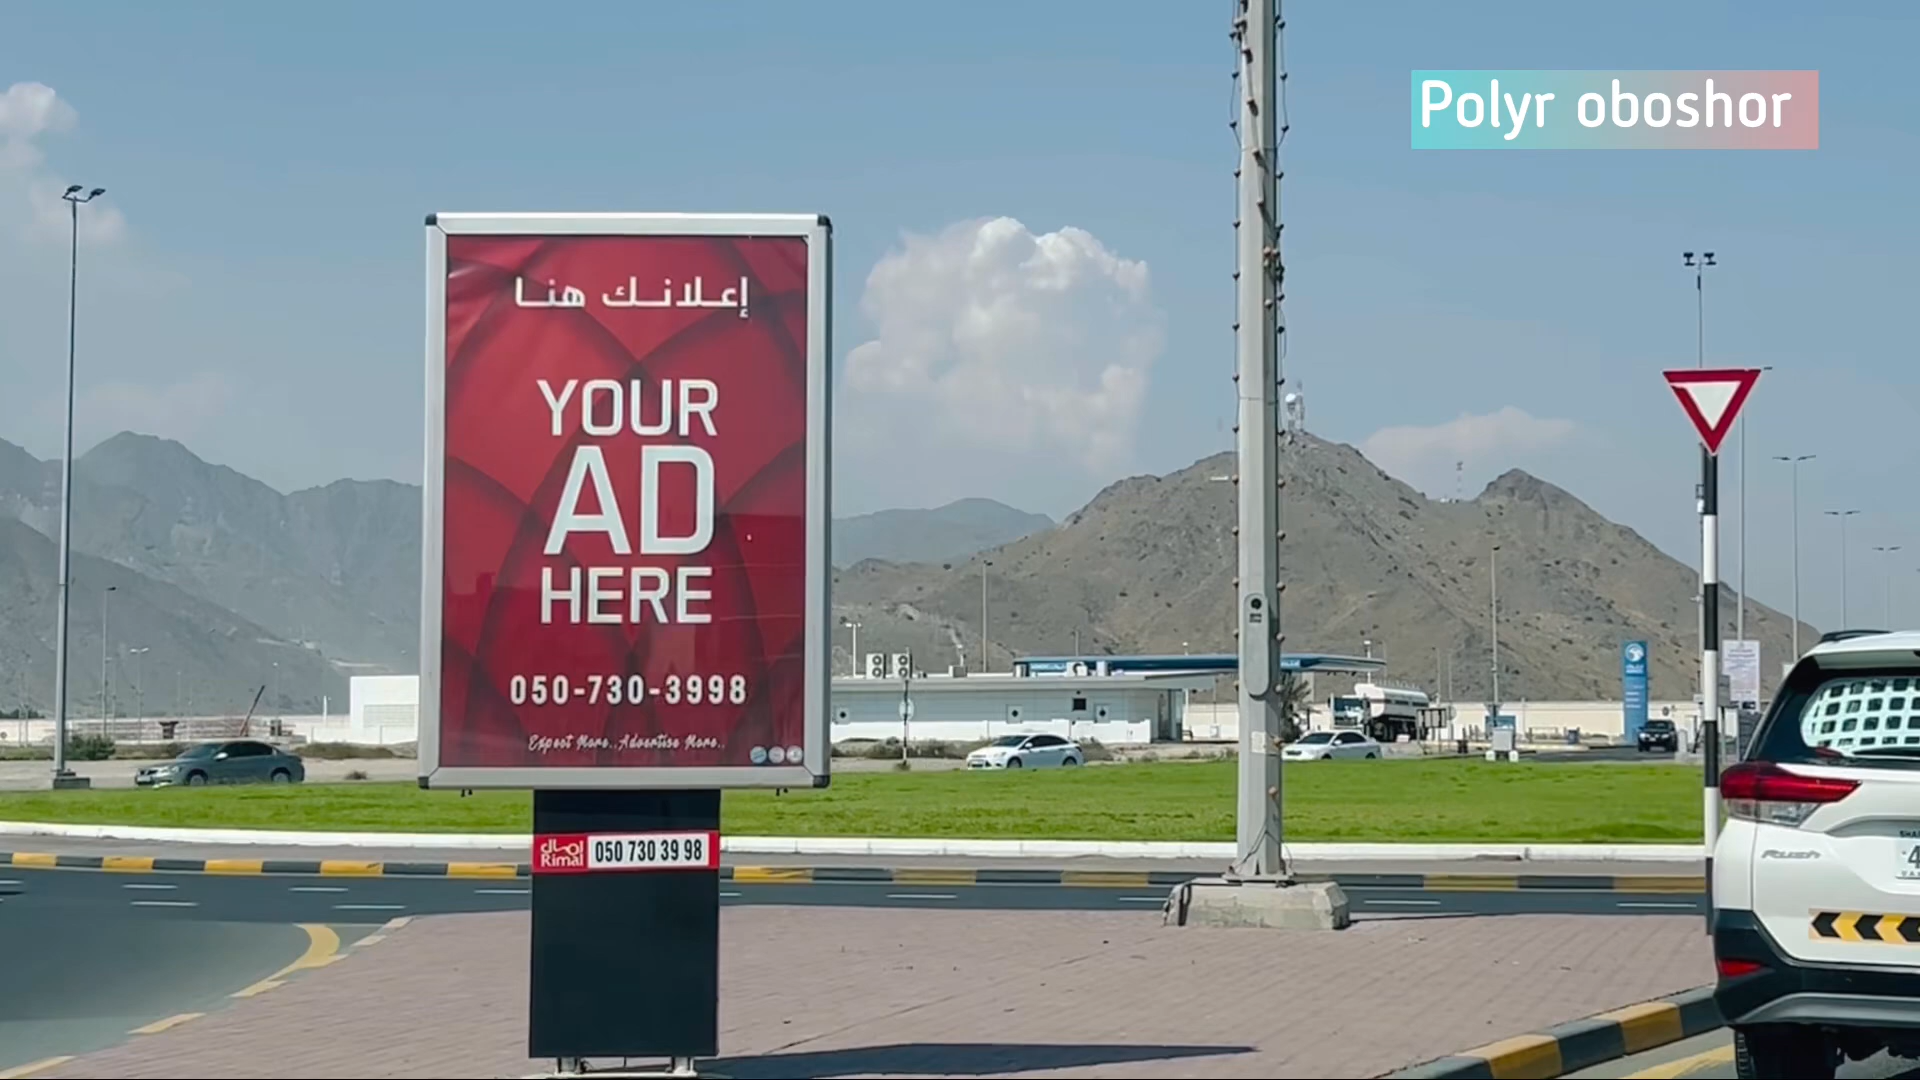 Polyr oboshor
إعلانك هنا
YOUR
AD
HERE
050-730-3998
Expect More..Advertise More..
رمال
Rimal
050 730 39 98
Rush